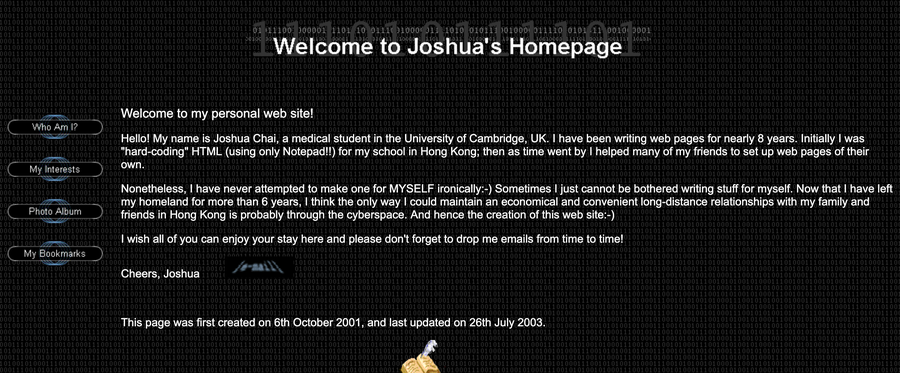 Welcome to Joshua's Homepage
Welcome to my personal web site!
Who Am I?
Hello! My name is Joshua Chai, a medical student in the University of Cambridge, UK. I have been writing web pages for nearly 8 years. Initially I was
"hard-coding" HTML (using only Notepad!!) for my school in Hong Kong; then as time went by I helped many of my friends to set up web pages of their
own.
My Interests
Nonetheless, I have never attempted to make one for MYSELF ironically:-) Sometimes I just cannot be bothered writing stuff for myself. Now that I have left
my homeland for more than 6 years, I think the only way I could maintain an economical and convenient long-distance relationships with my family and
friends in Hong Kong is probably through the cyberspace. And hence the creation of this web site:-)
Photo Album
I wish all of you can enjoy your stay here and please don't forget to drop me emails from time to time!
My Bookmarks
Cheers, Joshua
This page was first created on 6th October 2001, and last updated on 26th July 2003.